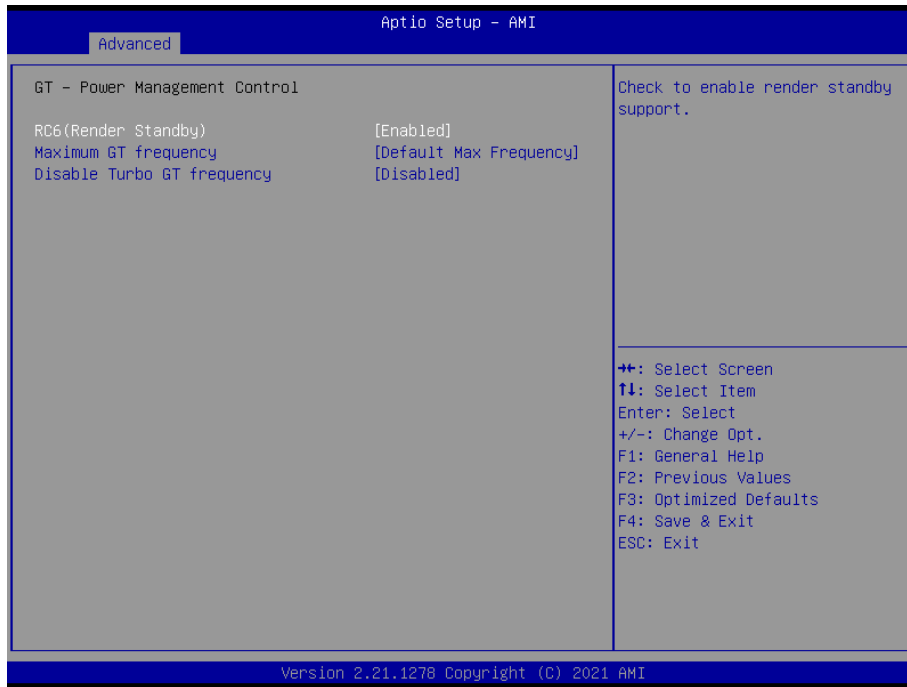 Aptio Setup – AMI
Advanced
GT – Power Management Control
RC6(Render Standby) [Enabled]
Maximum GT frequency [Default Max Frequency]
Disable Turbo GT frequency [Disabled]
Check to enable render standby
support.
→←: Select Screen
↑↓: Select Item
Enter: Select
+/–: Change Opt.
F1: General Help
F2: Previous Values
F3: Optimized Defaults
F4: Save & Exit
ESC: Exit
Version 2.21.1278 Copyright (C) 2021 AMI